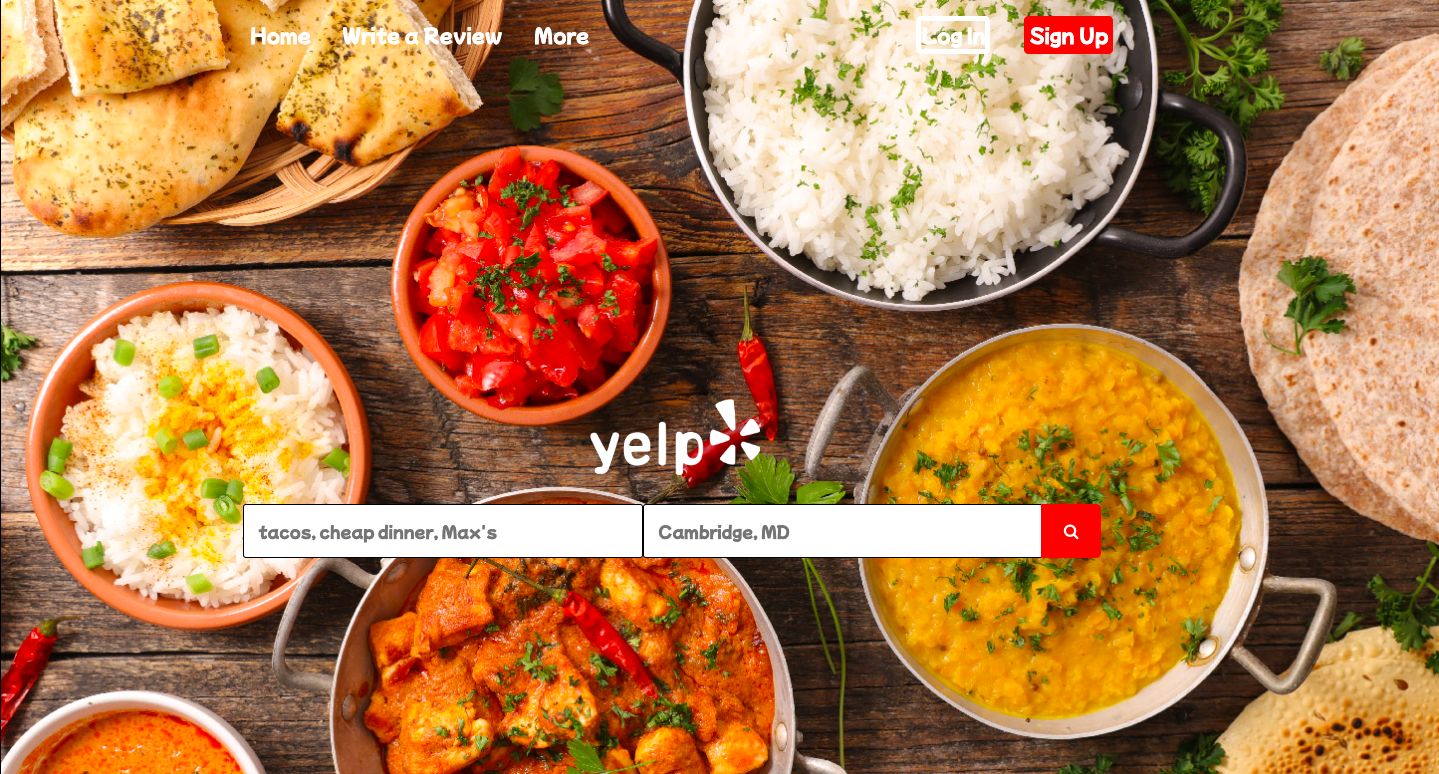 Home Write a Review More Log In Sign Up
yelp
tacos, cheap dinner, Max's Cambridge, MD